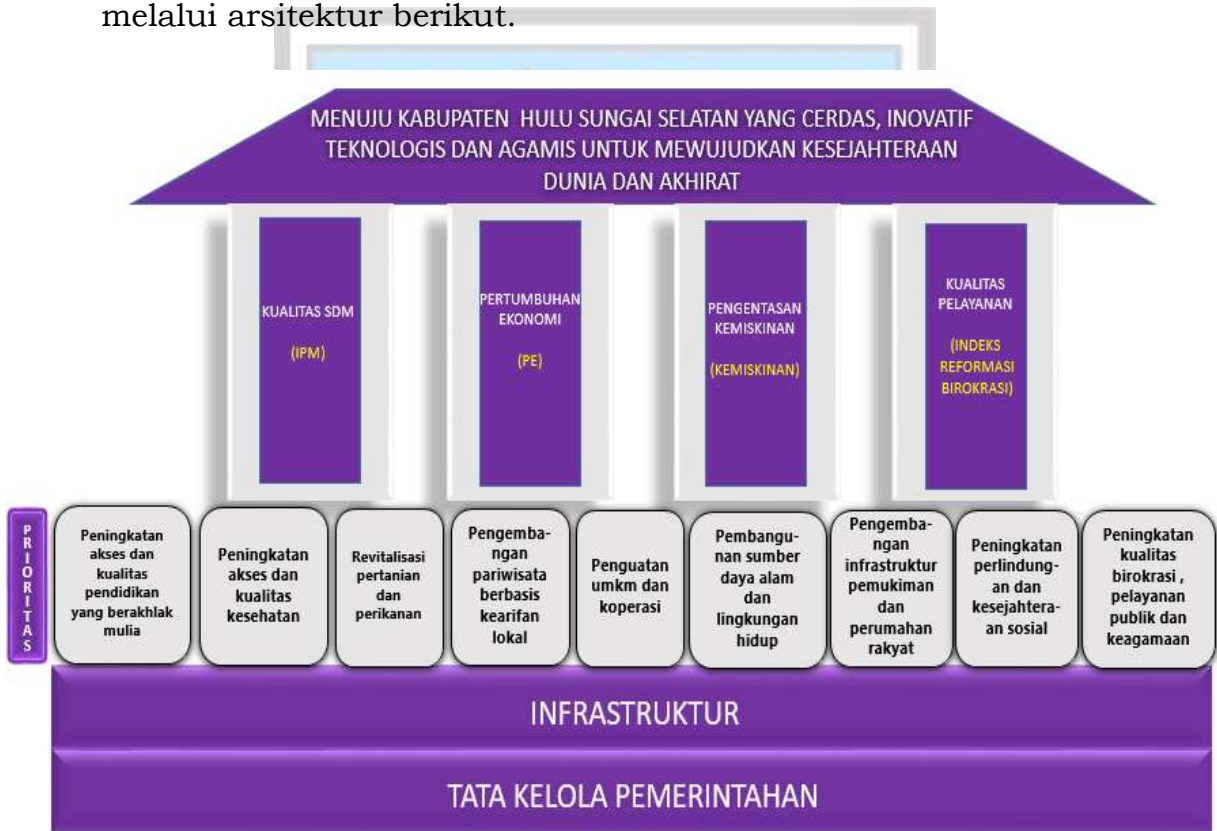 melalui arsitektur berikut.
MENUJU KABUPATEN HULU SUNGAI SELATAN YANG CERDAS, INOVATIF
TEKNOLOGIS DAN AGAMIS UNTUK MEWUJUDKAN KESEJAHTERAAN
DUNIA DAN AKHIRAT
KUALITAS SDM
(IPM)
PERTUMBUHAN
EKONOMI
(PE)
PENGENTASAN
KEMISKINAN
(KEMISKINAN)
KUALITAS
PELAYANAN
(INDEKS
REFORMASI
BIROKRASI)
PRIORITAS
Peningkatan
akses dan
kualitas
pendidikan
yang berakhlak
mulia
Peningkatan
akses dan
kualitas
kesehatan
Revitalisasi
pertanian
dan
perikanan
Pengemba-
ngan
pariwisata
berbasis
kearifan
lokal
Penguatan
umkm dan
koperasi
Pembangu-
nan sumber
daya alam
dan
lingkungan
hidup
Pengemba-
ngan
infrastruktur
pemukiman
dan
perumahan
rakyat
Peningkatan
perlindung-
an dan
kesejahtera-
an sosial
Peningkatan
kualitas
birokrasi ,
pelayanan
publik dan
keagamaan
INFRASTRUKTUR
TATA KELOLA PEMERINTAHAN